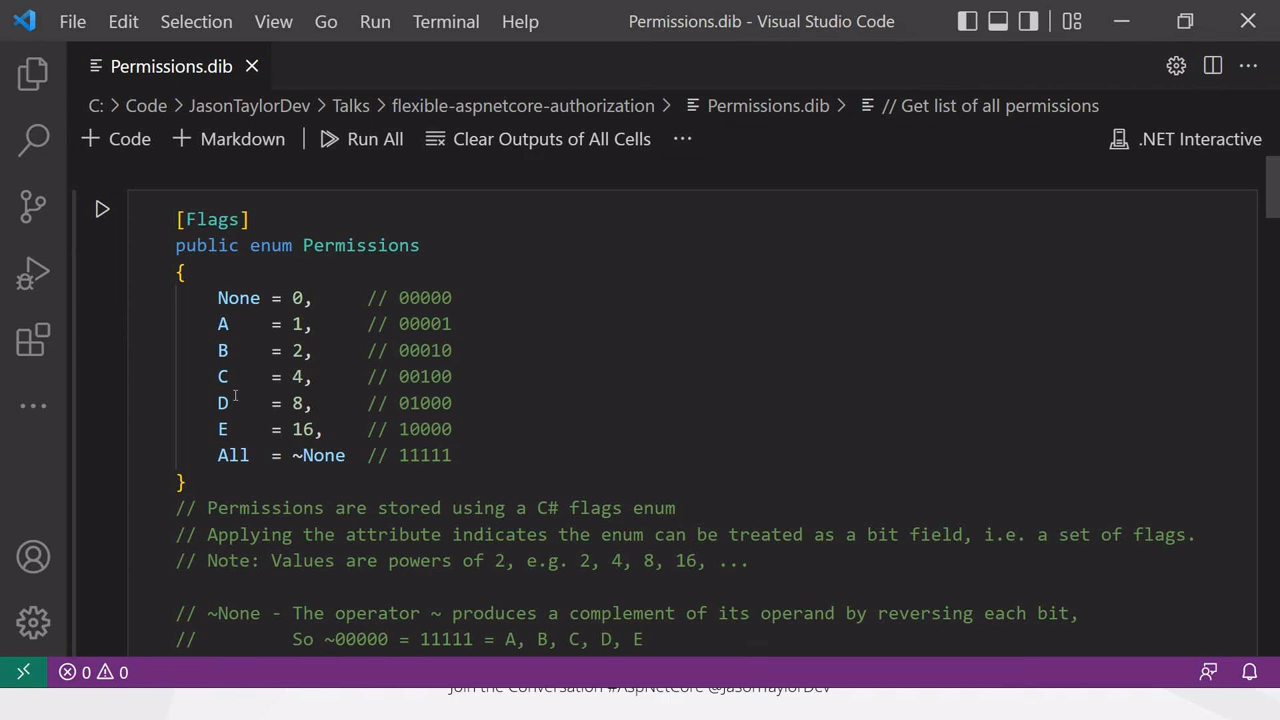 File Edit Selection View Go Run Terminal Help Permissions.dib - Visual Studio Code
Permissions.dib
C: > Code > JasonTaylorDev > Talks > flexible-aspnetcore-authorization > Permissions.dib > // Get list of all permissions
+ Code + Markdown Run All Clear Outputs of All Cells ... .NET Interactive
[Flags]
public enum Permissions
{
None = 0, // 00000
A = 1, // 00001
B = 2, // 00010
C = 4, // 00100
D = 8, // 01000
E = 16, // 10000
All = ~None // 11111
}
// Permissions are stored using a C# flags enum
// Applying the attribute indicates the enum can be treated as a bit field, i.e. a set of flags.
// Note: Values are powers of 2, e.g. 2, 4, 8, 16, ...
// ~None - The operator ~ produces a complement of its operand by reversing each bit,
// So ~00000 = 11111 = A, B, C, D, E
0 0
Join the Conversation #AspNetCore @JasonTaylorDev